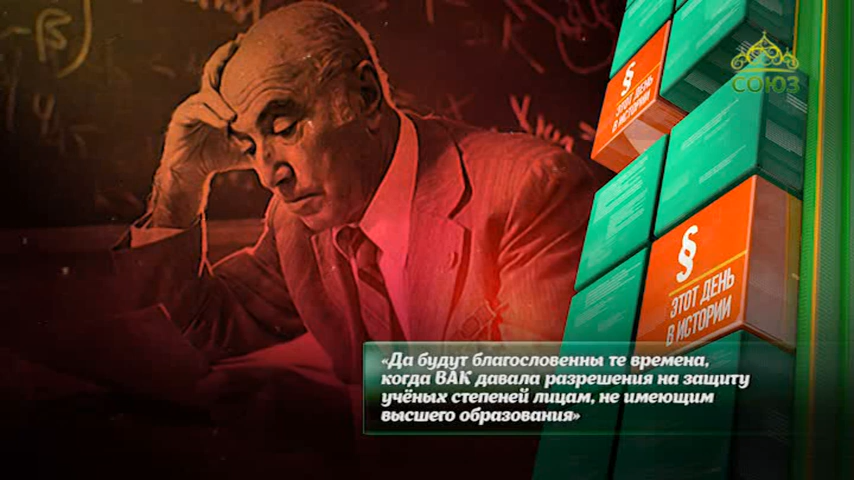 СОЮЗ
§
ЭТОТ ДЕНЬ
В ИСТОРИИ
§
ЭТОТ ДЕНЬ
В ИСТОРИИ
«Да будут благословенны те времена,
когда ВАК давала разрешения на защиту
учёных степеней лицам, не имеющим
высшего образования»